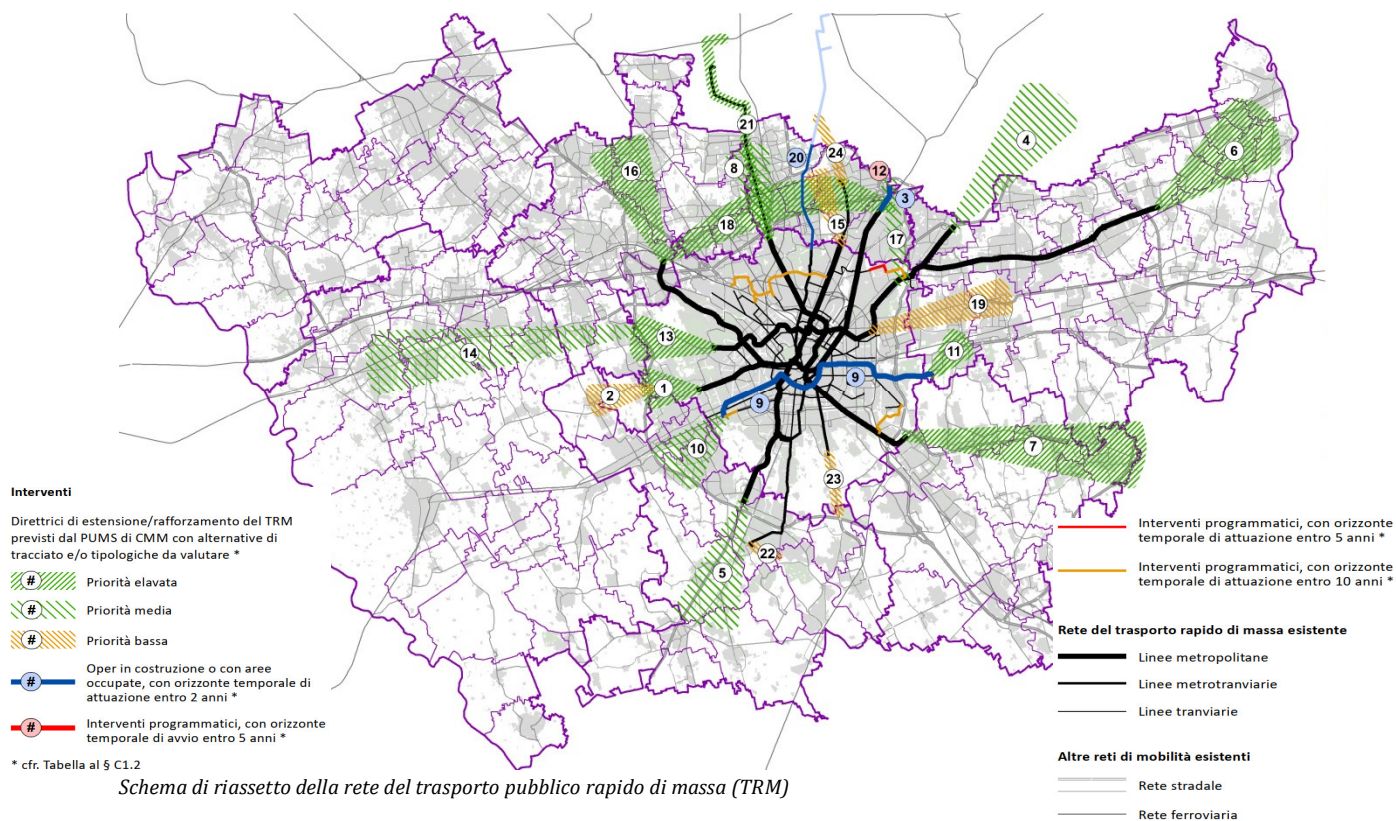 21
8
20
24
12
4
6
16
3
18
15
17
19
13
14
11
1
2
9
9
10
7
23
22
5
Interventi
Direttrici di estensione/rafforzamento del TRM
previsti dal PUMS di CMM con alternative di
tracciato e/o tipologiche da valutare *
# Priorità elavata
# Priorità media
# Priorità bassa
# Oper in costruzione o con aree
occupate, con orizzonte temporale di
attuazione entro 2 anni *
# Interventi programmatici, con orizzonte
temporale di avvio entro 5 anni *
* cfr. Tabella al § C1.2
Interventi programmatici, con orizzonte
temporale di attuazione entro 5 anni *
Interventi programmatici, con orizzonte
temporale di attuazione entro 10 anni *
Rete del trasporto rapido di massa esistente
Linee metropolitane
Linee metrotranviarie
Linee tranviarie
Altre reti di mobilità esistenti
Rete stradale
Rete ferroviaria
Schema di riassetto della rete del trasporto pubblico rapido di massa (TRM)